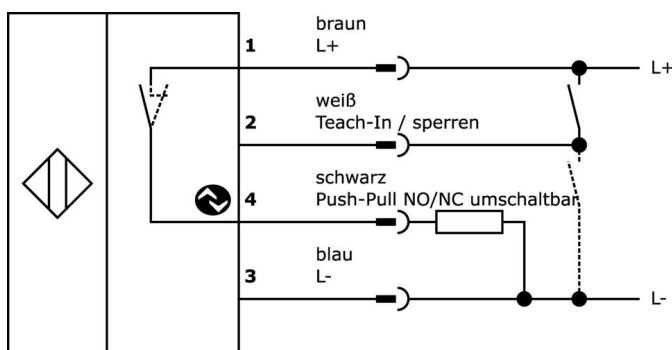 braun
1 L+ L+
weiß
2 Teach-In / sperren
schwarz
4 Push-Pull NO/NC umschaltbar
blau
3 L- L-